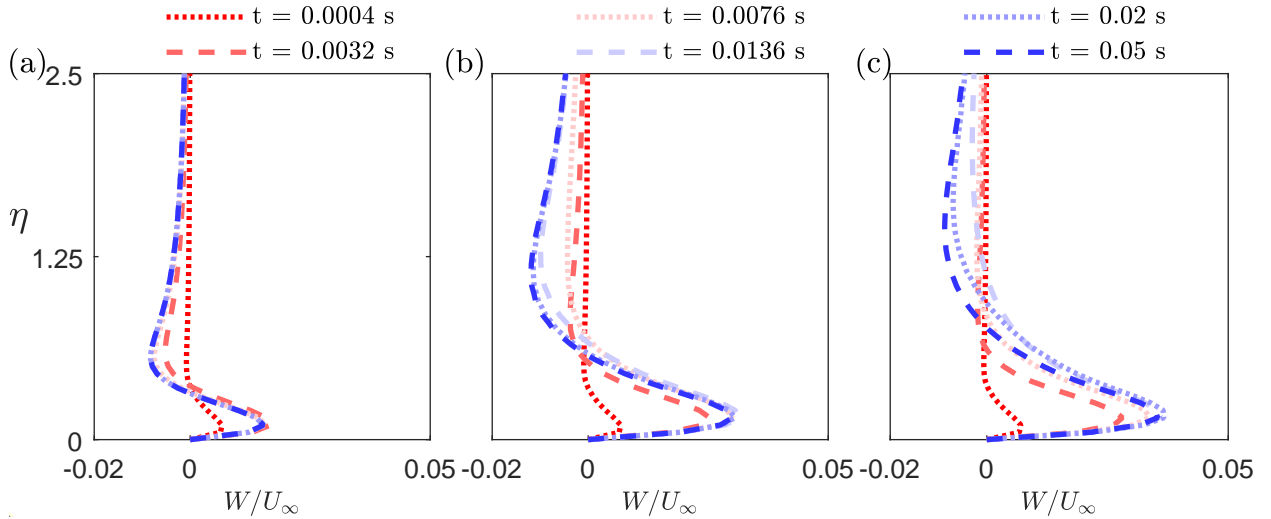 t = 0.0004 s t = 0.0076 s t = 0.02 s
t = 0.0032 s t = 0.0136 s t = 0.05 s
(a) (b) (c)
2.5
η
1.25
0
-0.02 0 0.05 -0.02 0 0.05 -0.02 0 0.05
W/U∞ W/U∞ W/U∞